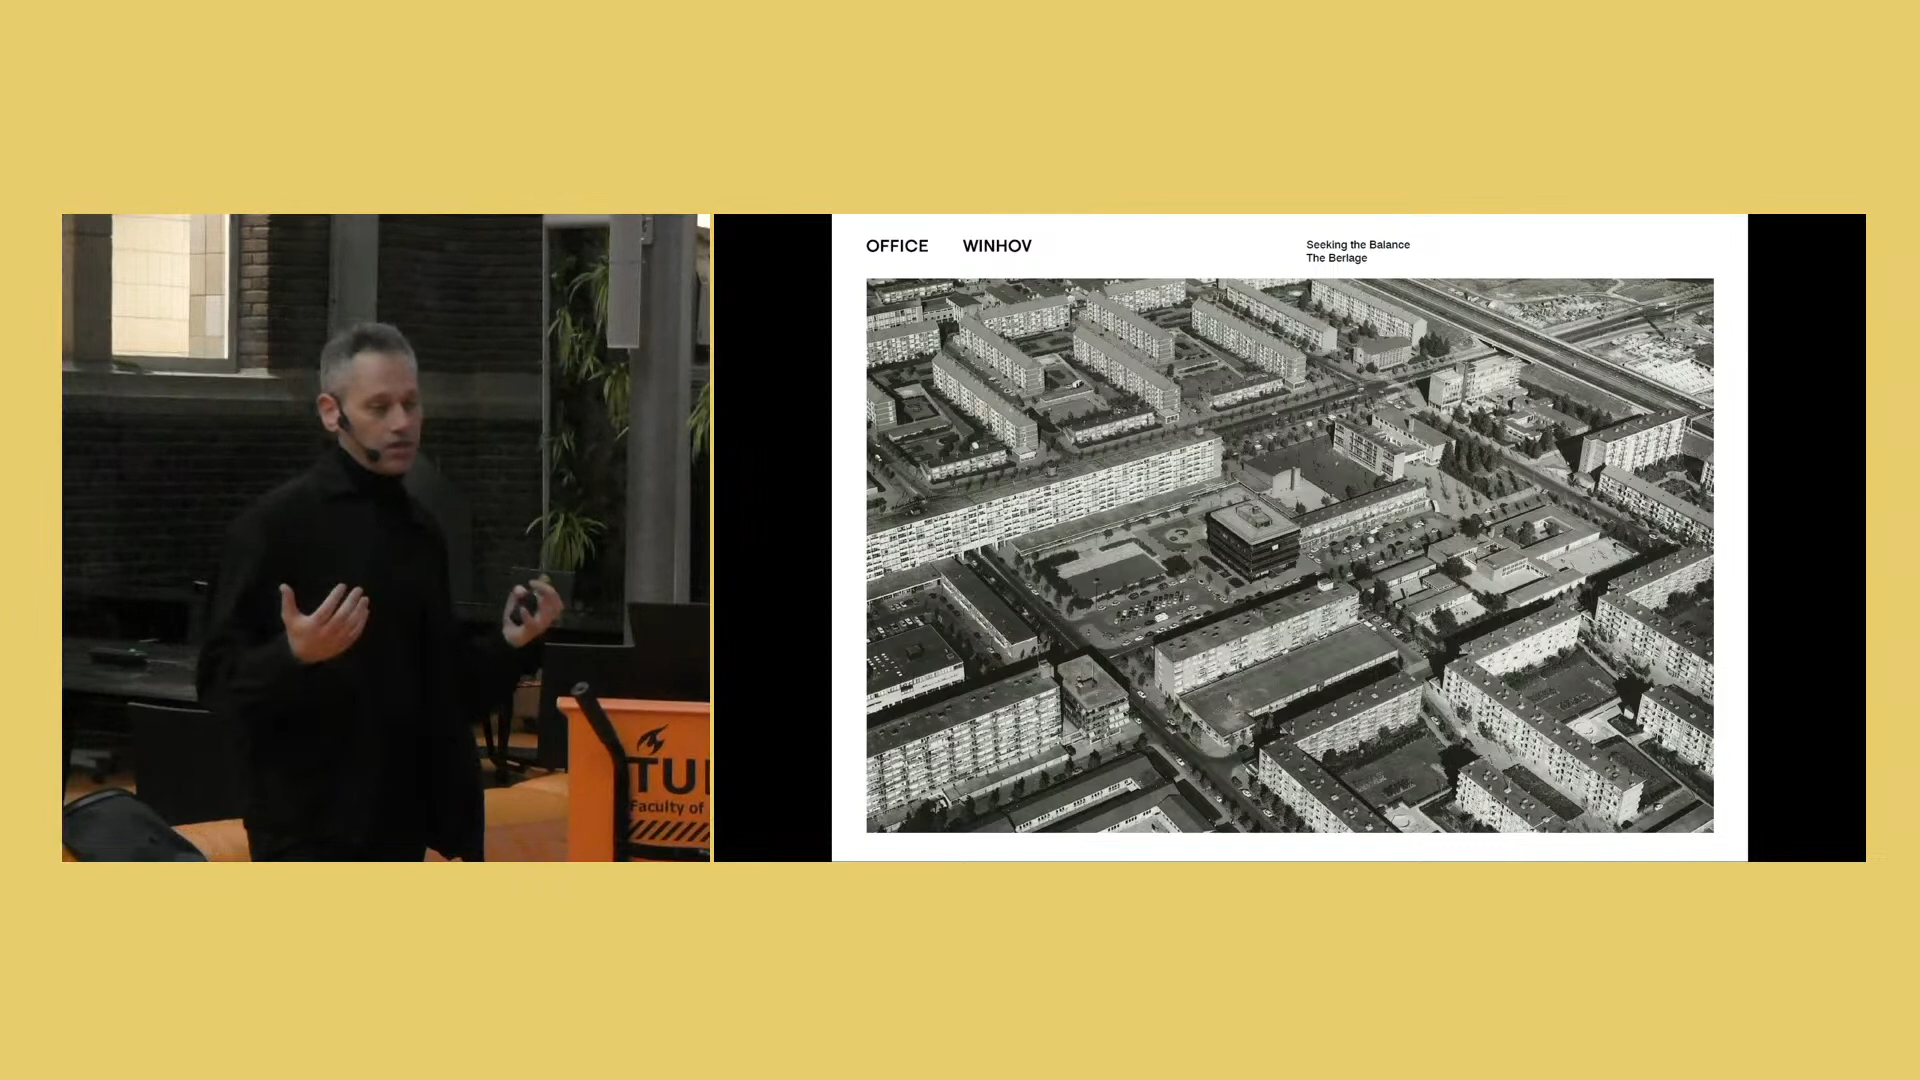 OFFICE WINHOV
Seeking the Balance
The Berlage
TU
Faculty of